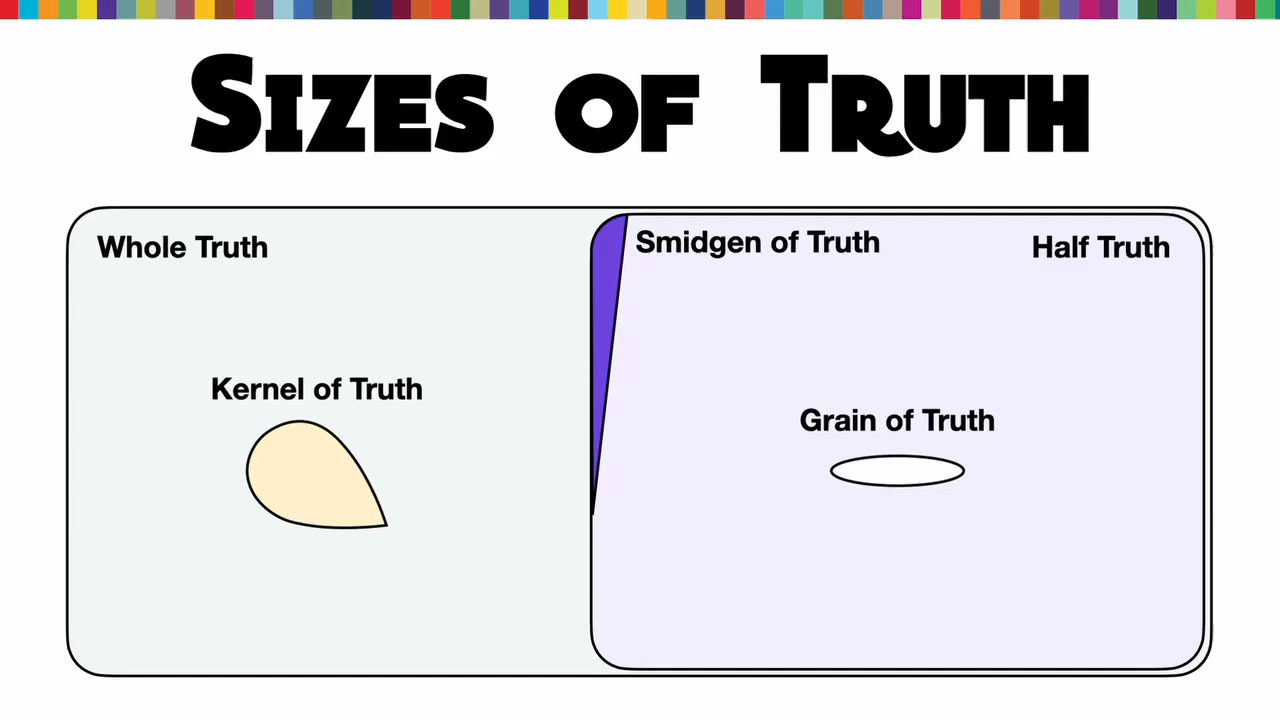 Sizes of Truth
Whole Truth
Smidgen of Truth
Half Truth
Kernel of Truth
Grain of Truth